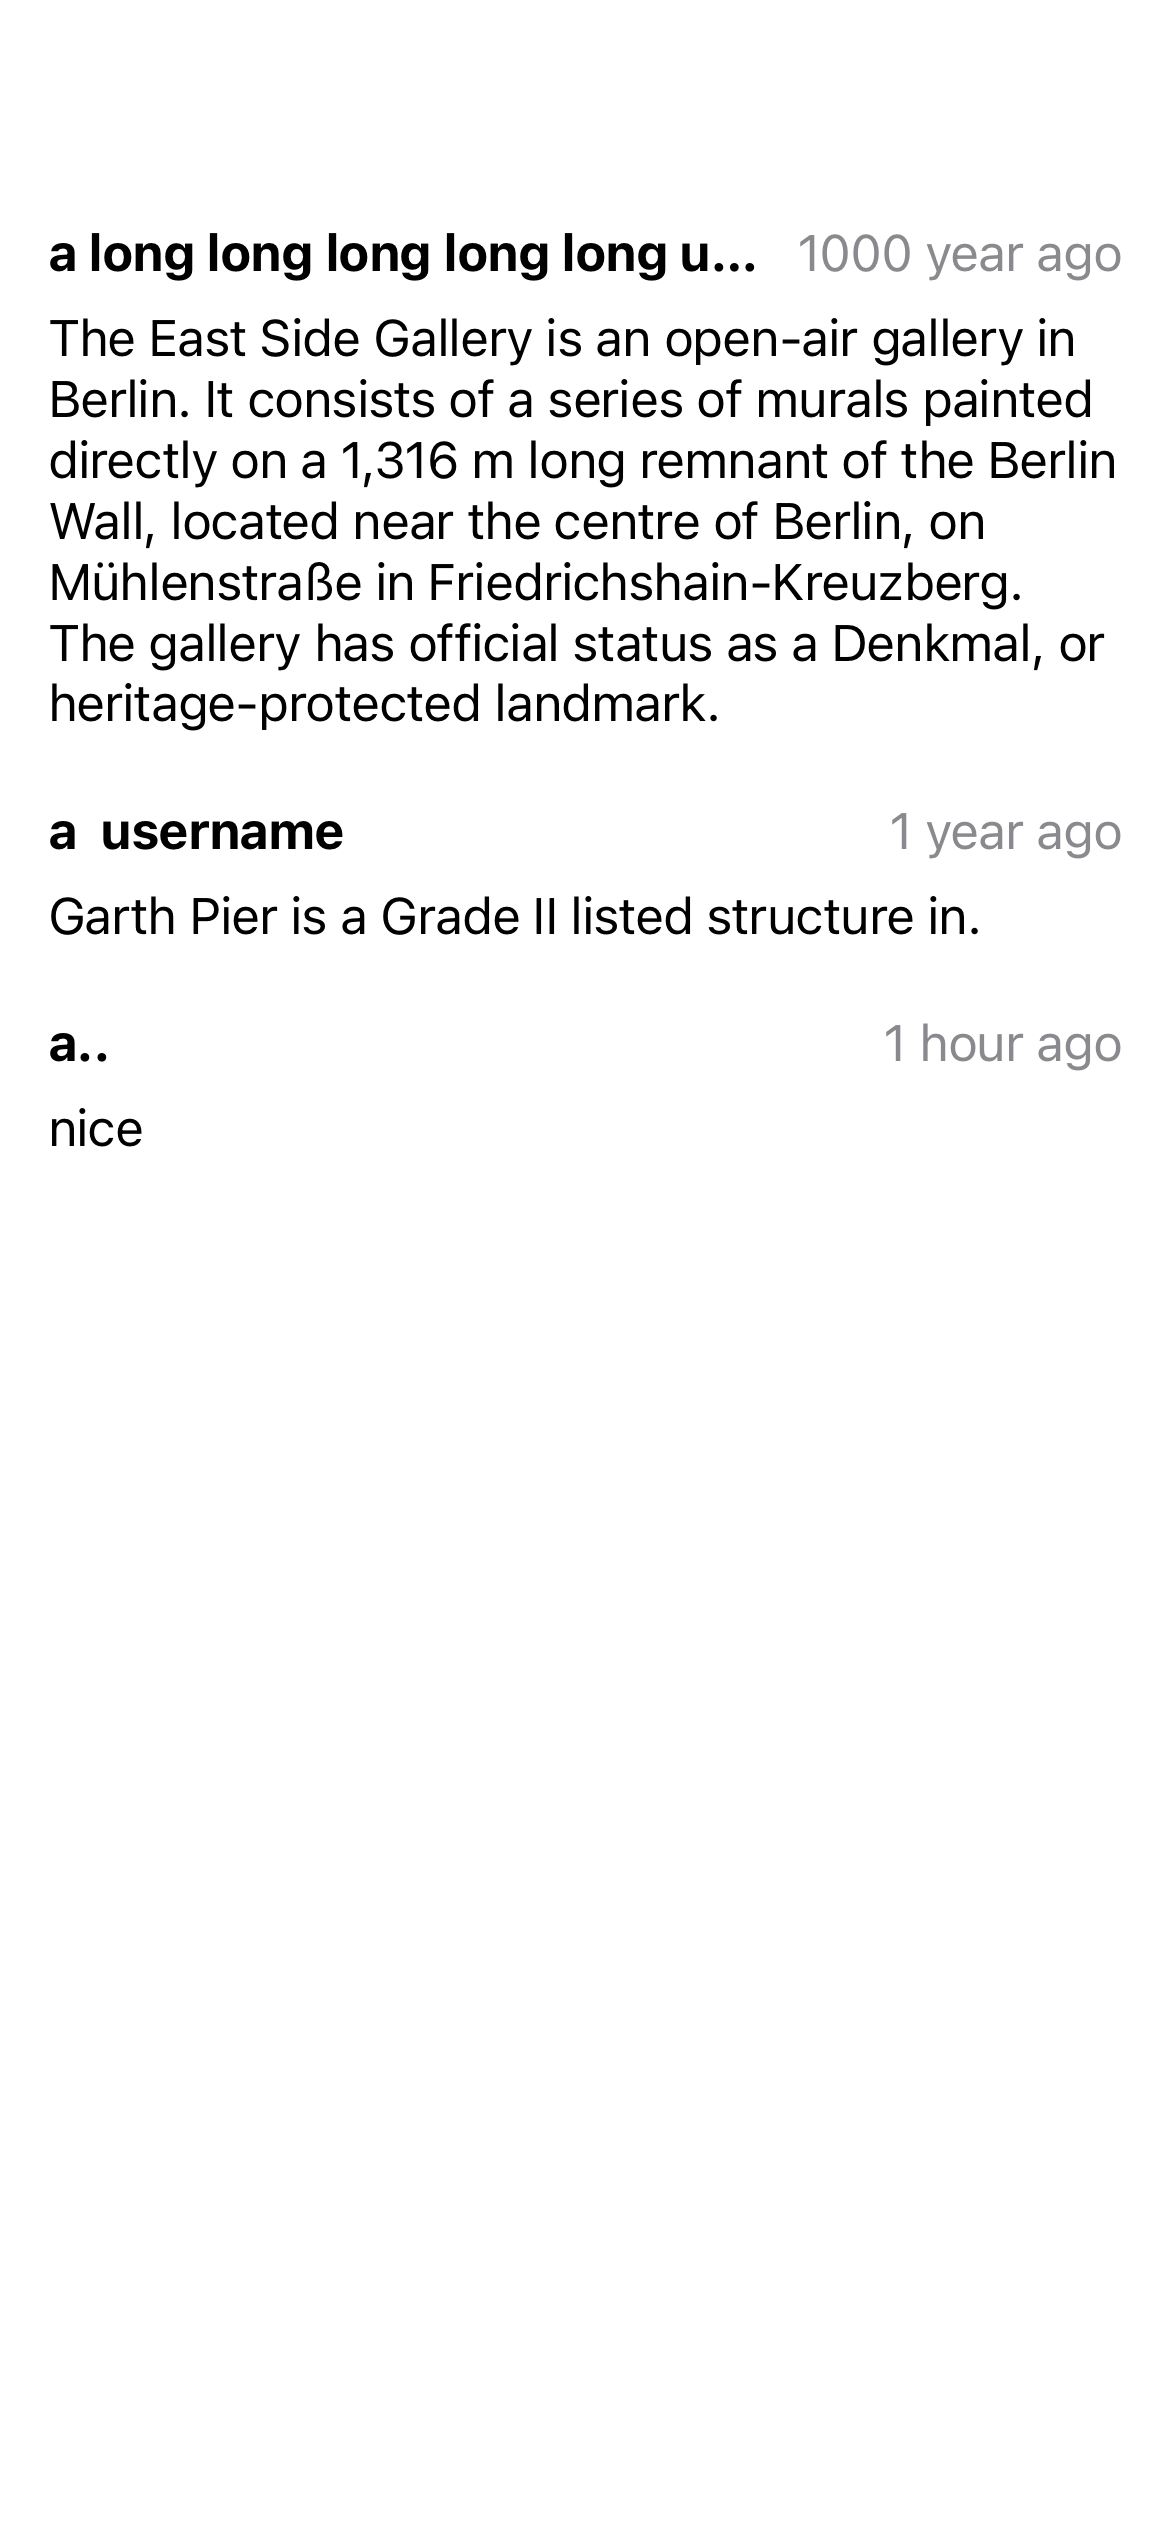 a long long long long long u... 1000 year ago
The East Side Gallery is an open-air gallery in
Berlin. It consists of a series of murals painted
directly on a 1,316 m long remnant of the Berlin
Wall, located near the centre of Berlin, on
Mühlenstraße in Friedrichshain-Kreuzberg.
The gallery has official status as a Denkmal, or
heritage-protected landmark.
a  username 1 year ago
Garth Pier is a Grade II listed structure in.
a.. 1 hour ago
nice